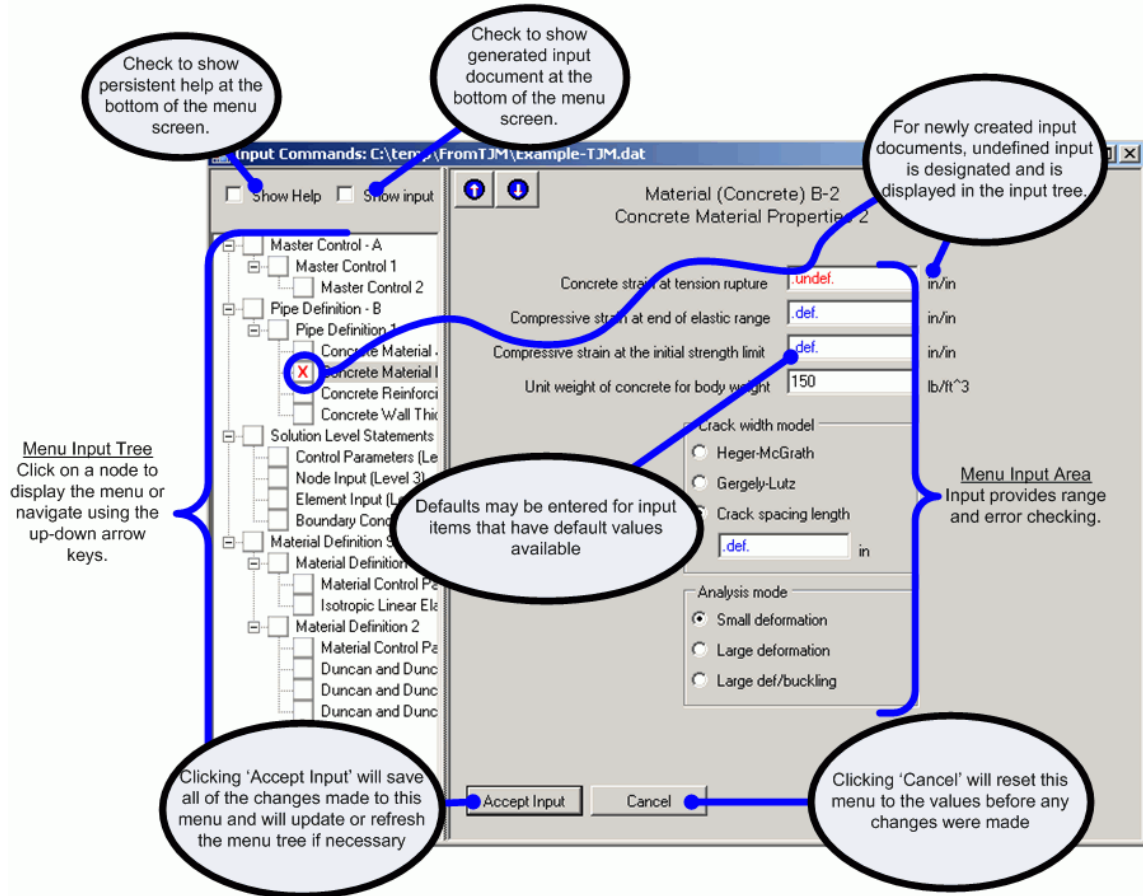 Check to show
persistent help at the
bottom of the menu
screen.
Check to show
generated input
document at the
bottom of the menu
screen.
For newly created input
documents, undefined input
is designated and is
displayed in the input tree.
Input Commands: C:\temp\FromTJM\Example-TJM.dat
Show Help
Show input
Material (Concrete) B-2
Concrete Material Properties 2
Master Control - A
Master Control 1
Master Control 2
Pipe Definition - B
Pipe Definition 1
Concrete Material
X Concrete Material
Concrete Reinforci
Concrete Wall Thic
Solution Level Statements
Control Parameters (Le
Node Input (Level 3)
Element Input (L
Boundary Cond
Material Definition S
Material Definition
Material Control Pa
Isotropic Linear Ela
Material Definition 2
Material Control Pa
Duncan and Dunc
Duncan and Dunc
Duncan and Dunc
Concrete strain at tension rupture .undef. in/in
Compressive strain at end of elastic range .def. in/in
Compressive strain at the initial strength limit .def. in/in
Unit weight of concrete for body weight 150 lb/ft^3
Crack width model
Heger-McGrath
Gergely-Lutz
Crack spacing length
.def. in
Analysis mode
Small deformation
Large deformation
Large def/buckling
Menu Input Tree
Click on a node to
display the menu or
navigate using the
up-down arrow
keys.
Defaults may be entered for input
items that have default values
available
Menu Input Area
Input provides range
and error checking.
Clicking ‘Accept Input’ will save
all of the changes made to this
menu and will update or refresh
the menu tree if necessary
Accept Input
Cancel
Clicking ‘Cancel’ will reset this
menu to the values before any
changes were made